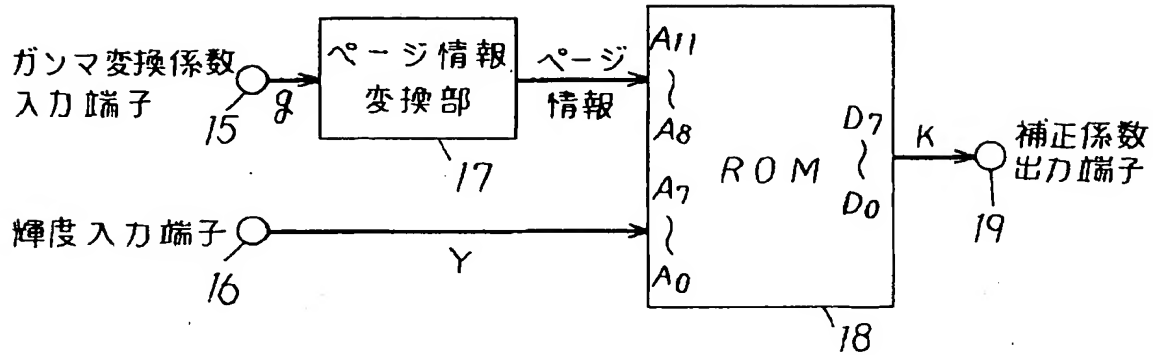 ガンマ変換係数
入力端子
15
g
ページ情報
変換部
17
ページ
情報
A11
〜
A8
A7
〜
A0
ROM
D7
〜
D0
18
K
補正係数
出力端子
19
輝度入力端子
16
Y